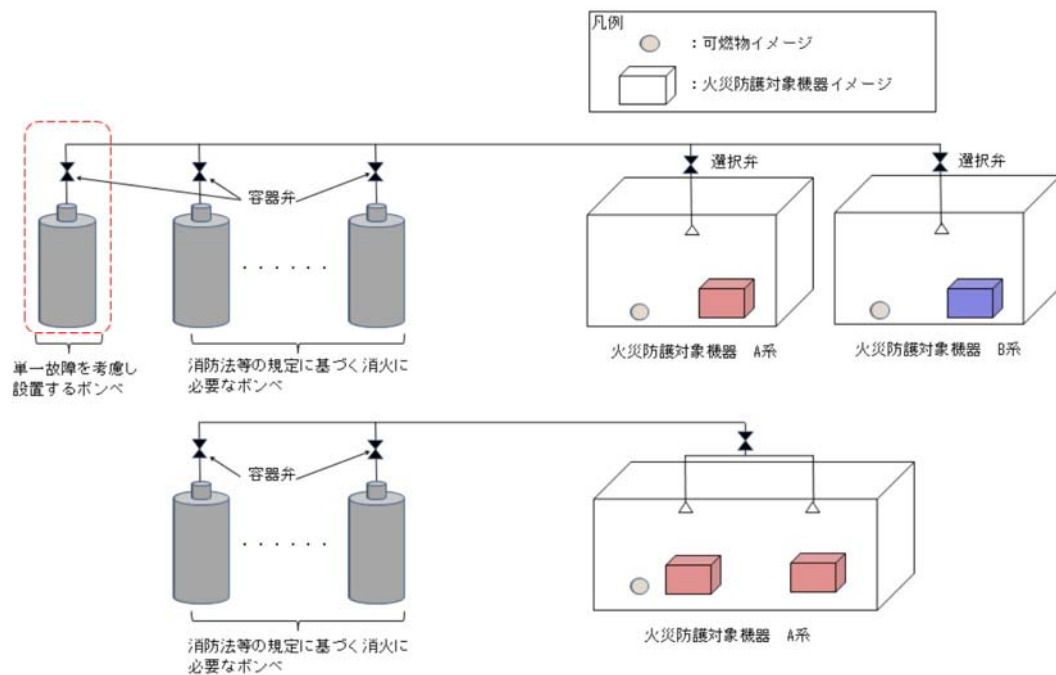 凡例
：可燃物イメージ
：火災防護対象機器イメージ
選択弁
選択弁
容器弁
・・・・・・
単一故障を考慮し
設置するボンベ
消防法等の規定に基づく消火に
必要なボンベ
火災防護対象機器　A系
火災防護対象機器　B系
容器弁
・・・・・・
消防法等の規定に基づく消火に
必要なボンベ
火災防護対象機器　A系